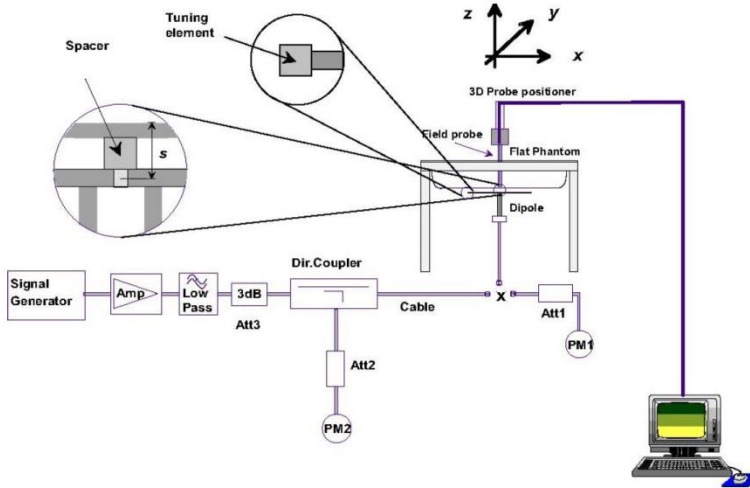 Tuning
element
Spacer
z
y
x
3D Probe positioner
Field probe
Flat Phantom
s
Dipole
Dir.Coupler
Signal
Generator
Amp
Low
Pass
3dB
Att3
Cable
x
Att1
PM1
Att2
PM2